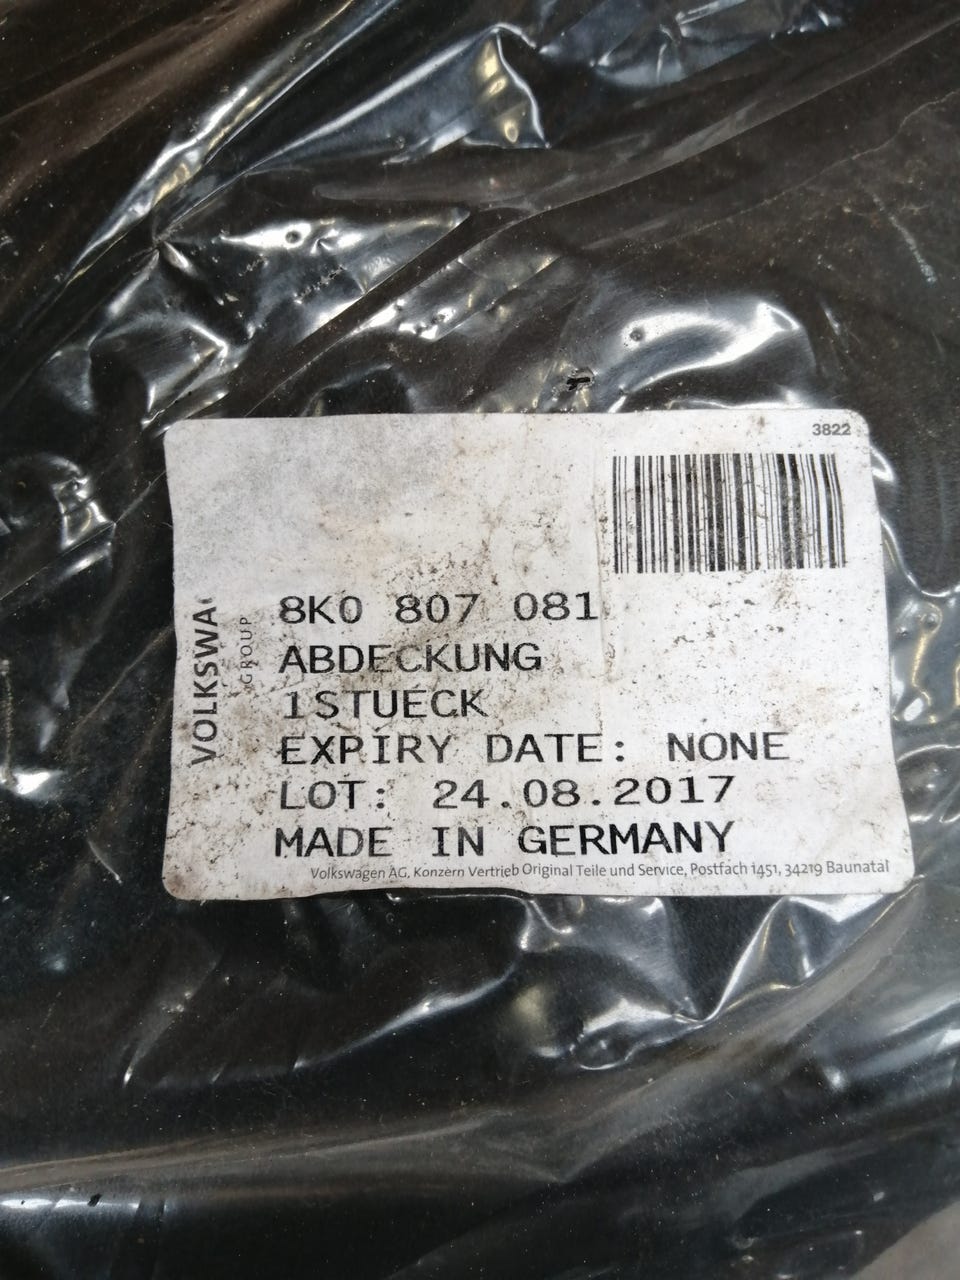 3822
VOLKSWA
GROUP
8K0 807 081
ABDECKUNG
1STUECK
EXPIRY DATE: NONE
LOT: 24.08.2017
MADE IN GERMANY
Volkswagen AG, Konzern Vertrieb Original Teile und Service, Postfach 1451, 34219 Baunatal